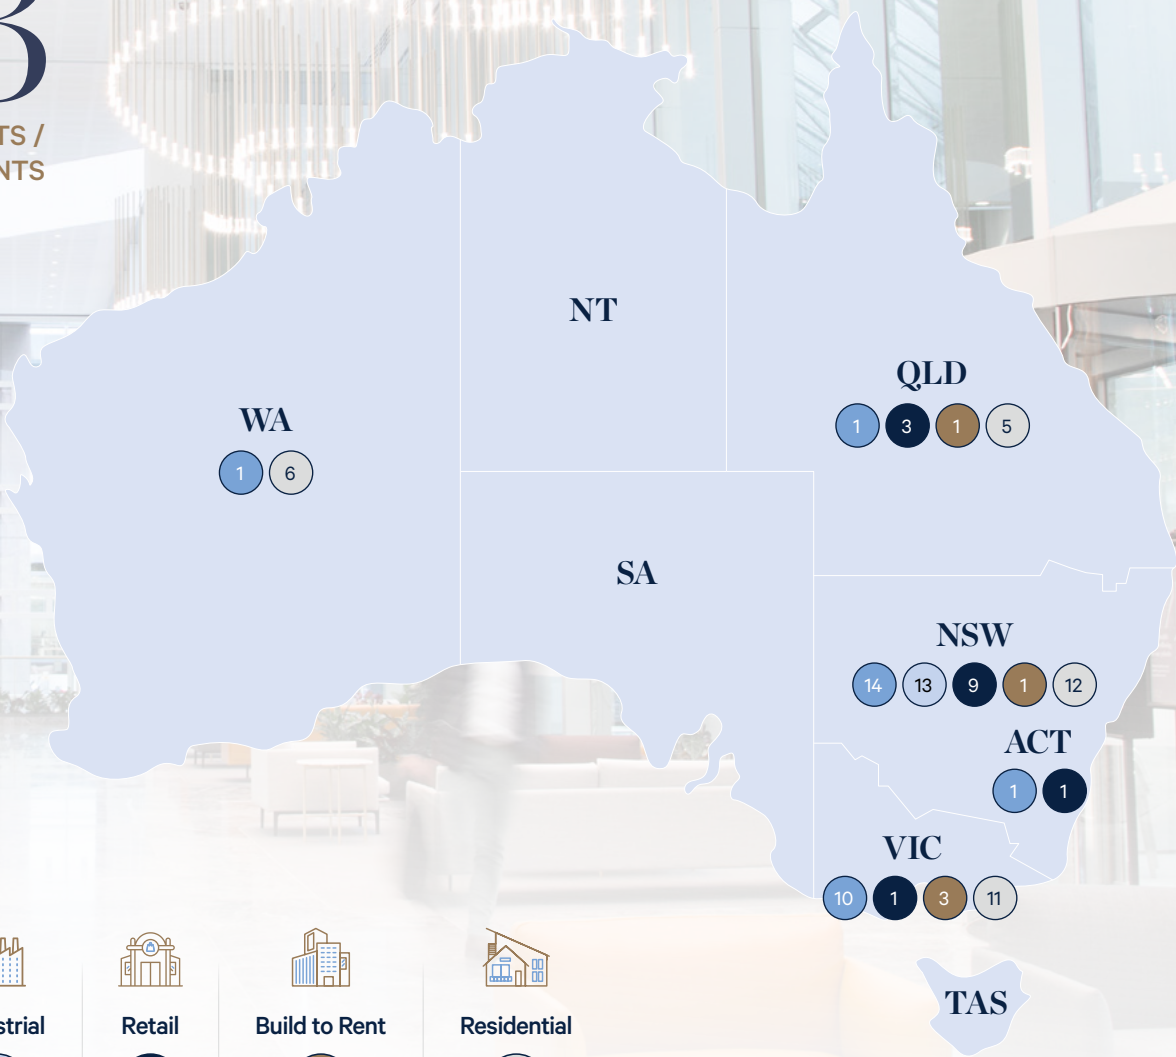 3
TS /
NTS
NT
QLD
1 3 1 5
WA
1 6
SA
NSW
14 13 9 1 12
ACT
1 1
VIC
10 1 3 11
TAS
strial Retail Build to Rent Residential